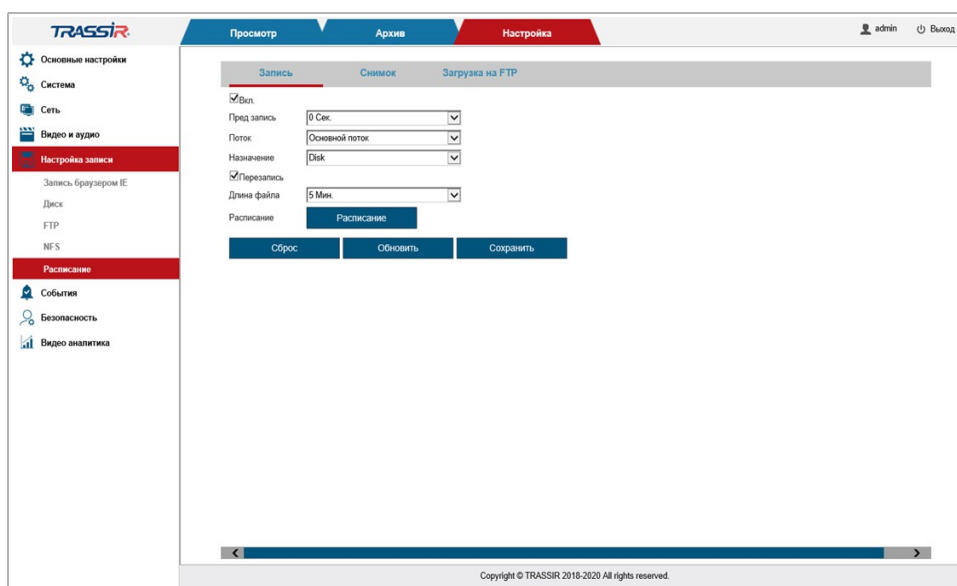 TRASSIR
Просмотр
Архив
Настройка
admin
Выход
Основные настройки
Система
Сеть
Видео и аудио
Настройка записи
Запись браузером IE
Диск
FTP
NFS
Расписание
События
Безопасность
Видео аналитика
Запись
Снимок
Загрузка на FTP
Вкл.
Пред запись
0 Сек.
Поток
Основной поток
Назначение
Disk
Перезапись
Длина файла
5 Мин.
Расписание
Расписание
Сброс
Обновить
Сохранить
Copyright © TRASSIR 2018-2020 All rights reserved.